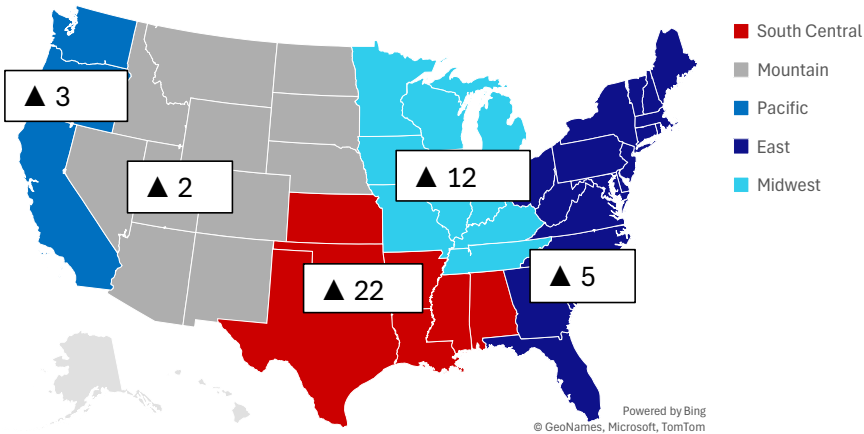 South Central
Mountain
Pacific
East
Midwest
▲ 3
▲ 2
▲ 12
▲ 22
▲ 5
Powered by Bing
© GeoNames, Microsoft, TomTom